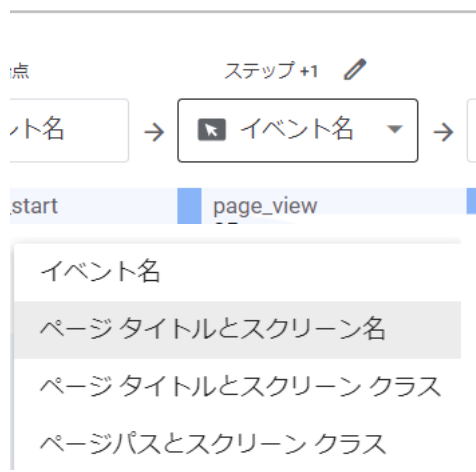 点 ステップ +1
ント名 → イベント名 →
_start page_view
イベント名
ページ タイトルとスクリーン名
ページ タイトルとスクリーン クラス
ページパスとスクリーン クラス